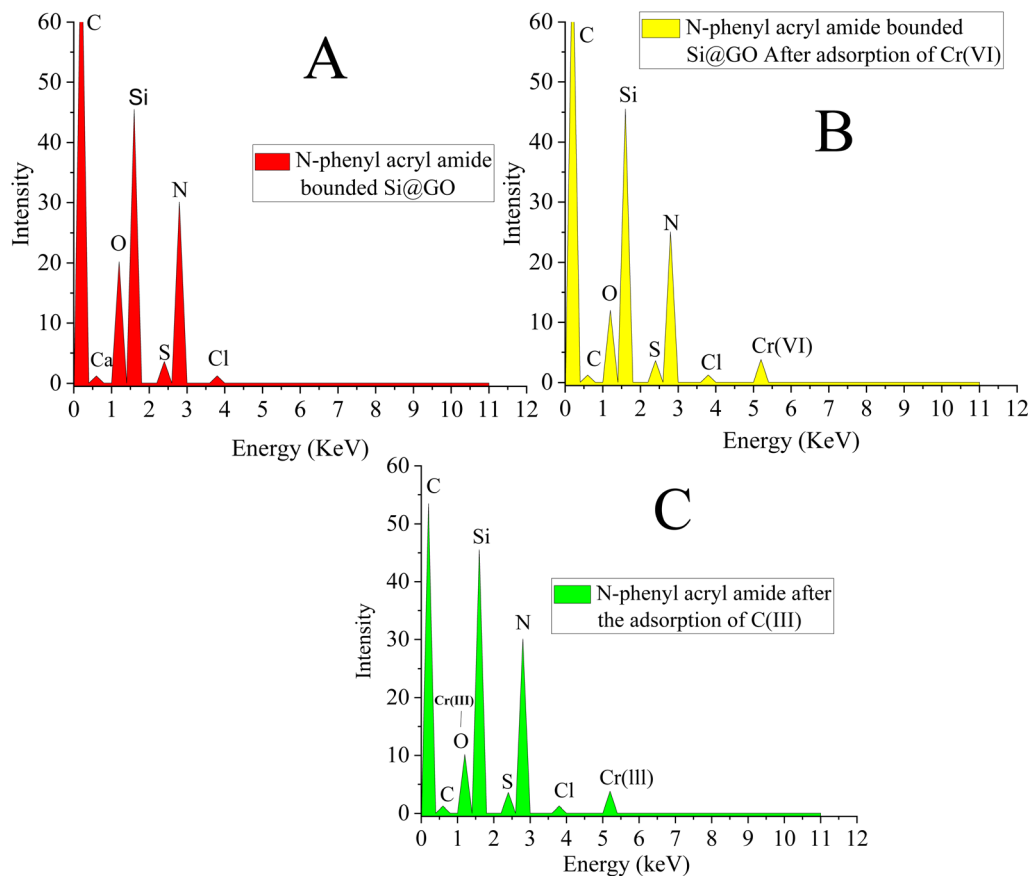 A
N-phenyl acryl amide
bounded Si@GO
C
Ca
O
Si
S
N
Cl
Intensity
60
50
40
30
20
10
0
0 1 2 3 4 5 6 7 8 9 10 11 12
Energy (KeV)
B
N-phenyl acryl amide bounded
Si@GO After adsorption of Cr(VI)
C
C
O
Si
S
N
Cl
Cr(VI)
Intensity
60
50
40
30
20
10
0
0 1 2 3 4 5 6 7 8 9 10 11 12
Energy (KeV)
C
N-phenyl acryl amide after
the adsorption of C(III)
C
C
Cr(III)
O
Si
S
N
Cl
Cr(lll)
Intensity
60
50
40
30
20
10
0
0 1 2 3 4 5 6 7 8 9 10 11 12
Energy (keV)